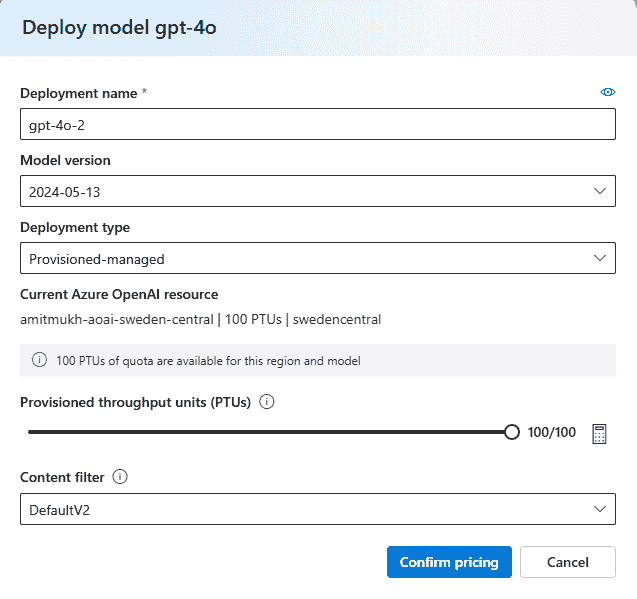 Deploy model gpt-4o
Deployment name *
gpt-4o-2
Model version
2024-05-13
Deployment type
Provisioned-managed
Current Azure OpenAI resource
amitmukh-aoai-sweden-central | 100 PTUs | swedencentral
100 PTUs of quota are available for this region and model
Provisioned throughput units (PTUs)
100/100
Content filter
DefaultV2
Confirm pricing Cancel